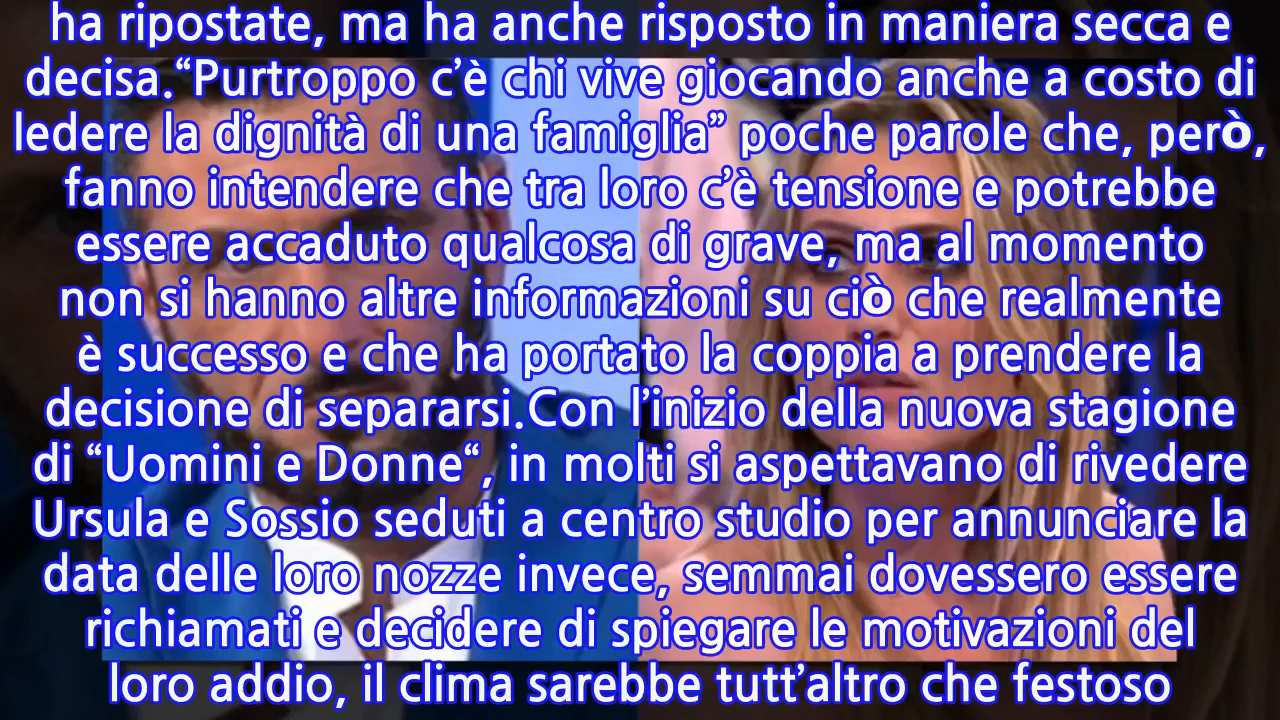 ha ripostate, ma ha anche risposto in maniera secca e
decisa.“Purtroppo c’è chi vive giocando anche a costo di
ledere la dignità di una famiglia” poche parole che, però,
fanno intendere che tra loro c’è tensione e potrebbe
essere accaduto qualcosa di grave, ma al momento
non si hanno altre informazioni su ciò che realmente
è successo e che ha portato la coppia a prendere la
decisione di separarsi.Con l’inizio della nuova stagione
di “Uomini e Donne“, in molti si aspettavano di rivedere
Ursula e Sossio seduti a centro studio per annunciare la
data delle loro nozze invece, semmai dovessero essere
richiamati e decidere di spiegare le motivazioni del
loro addio, il clima sarebbe tutt’altro che festoso